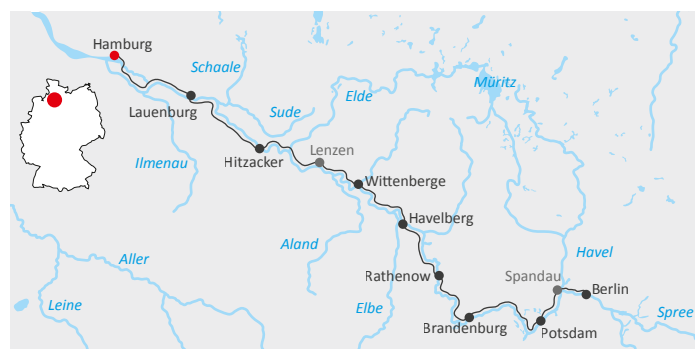 Hamburg
Schaale
Müritz
Elde
Lauenburg
Sude
Lenzen
Hitzacker
Ilmenau
Wittenberge
Havelberg
Aland
Havel
Aller
Rathenow
Spandau
Berlin
Leine
Elbe
Spree
Brandenburg
Potsdam